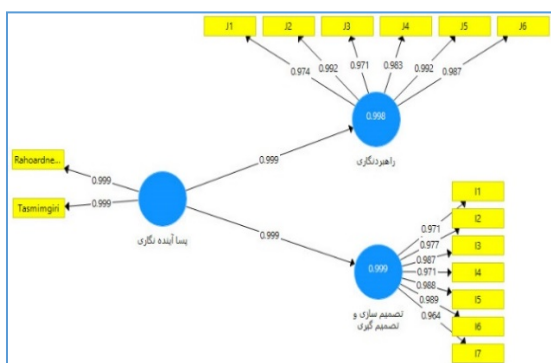 J1 J2 J3 J4 J5 J6
0.974 0.992 0.971 0.983 0.992 0.987
0.998
راهبردنگاری
Rahoardne...
0.999
0.999
Tasmimgiri
0.999
پسا آینده نگاری
0.999
0.999
تصمیم سازی و
تصمیم گیری
0.971
0.977
0.987
0.971
0.988
0.989
0.964
I1
I2
I3
I4
I5
I6
I7